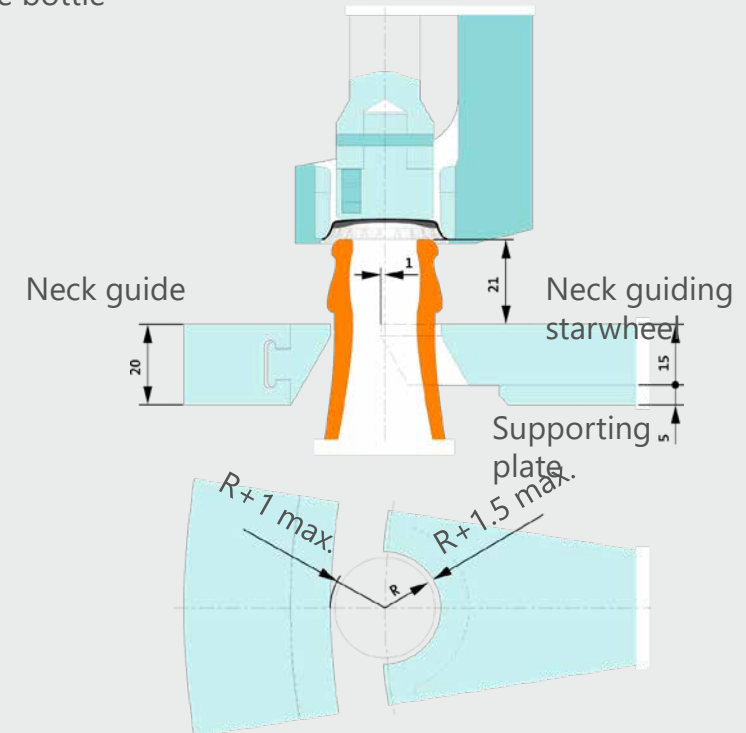 e bottle
1
21
Neck guide
Neck guiding
starwheel
20
15
Supporting
plate
5
R+1 max.
R+1.5 max.
R